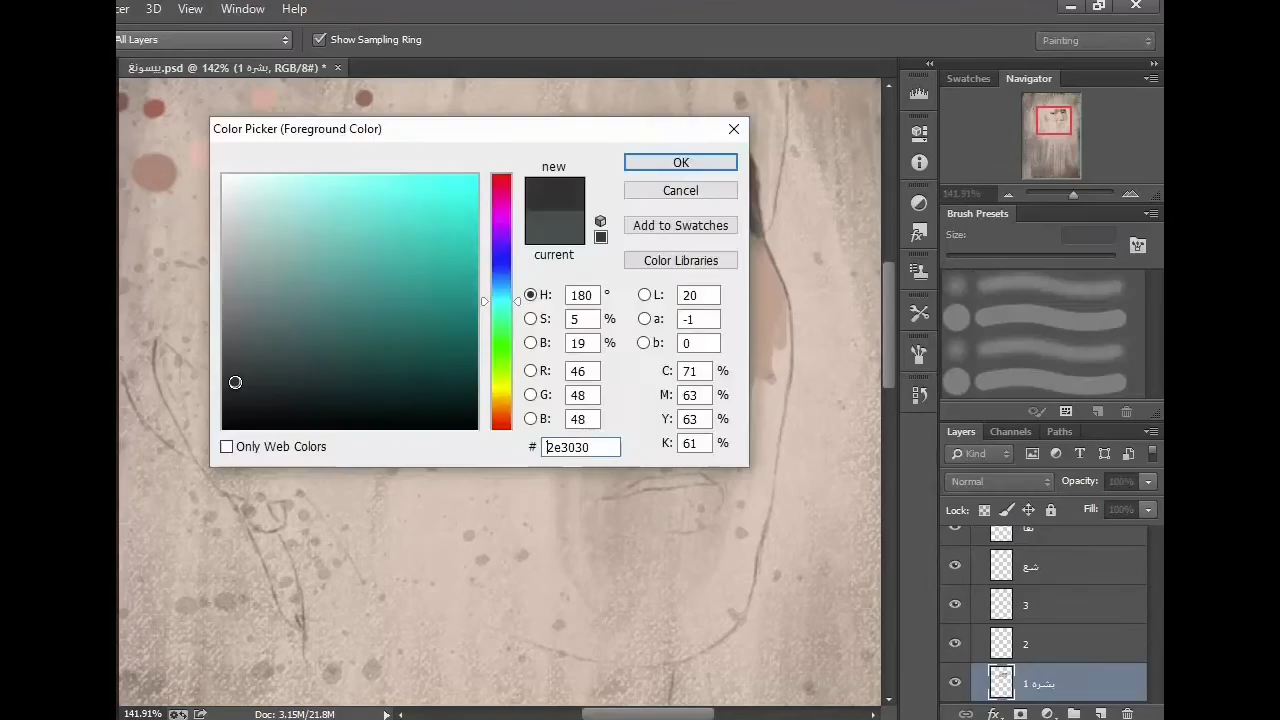 cer 3D View Window Help
All Layers Show Sampling Ring Painting
بيسونغ.psd @ 142% (بشره 1, RGB/8#) * ×
Swatches Navigator
Color Picker (Foreground Color)
new
OK
Cancel
Add to Swatches
current
Color Libraries
141.91%
Brush Presets
Size:
H: 180 ° L: 20
S: 5 % a: -1
B: 19 % b: 0
R: 46 C: 71 %
G: 48 M: 63 %
B: 48 Y: 63 %
K: 61 %
Only Web Colors # 2e3030
Layers Channels Paths
Kind
Normal Opacity: 100%
Lock: Fill: 100%
شع
3
2
بشره 1
141.91% Doc: 3.15M/21.8M